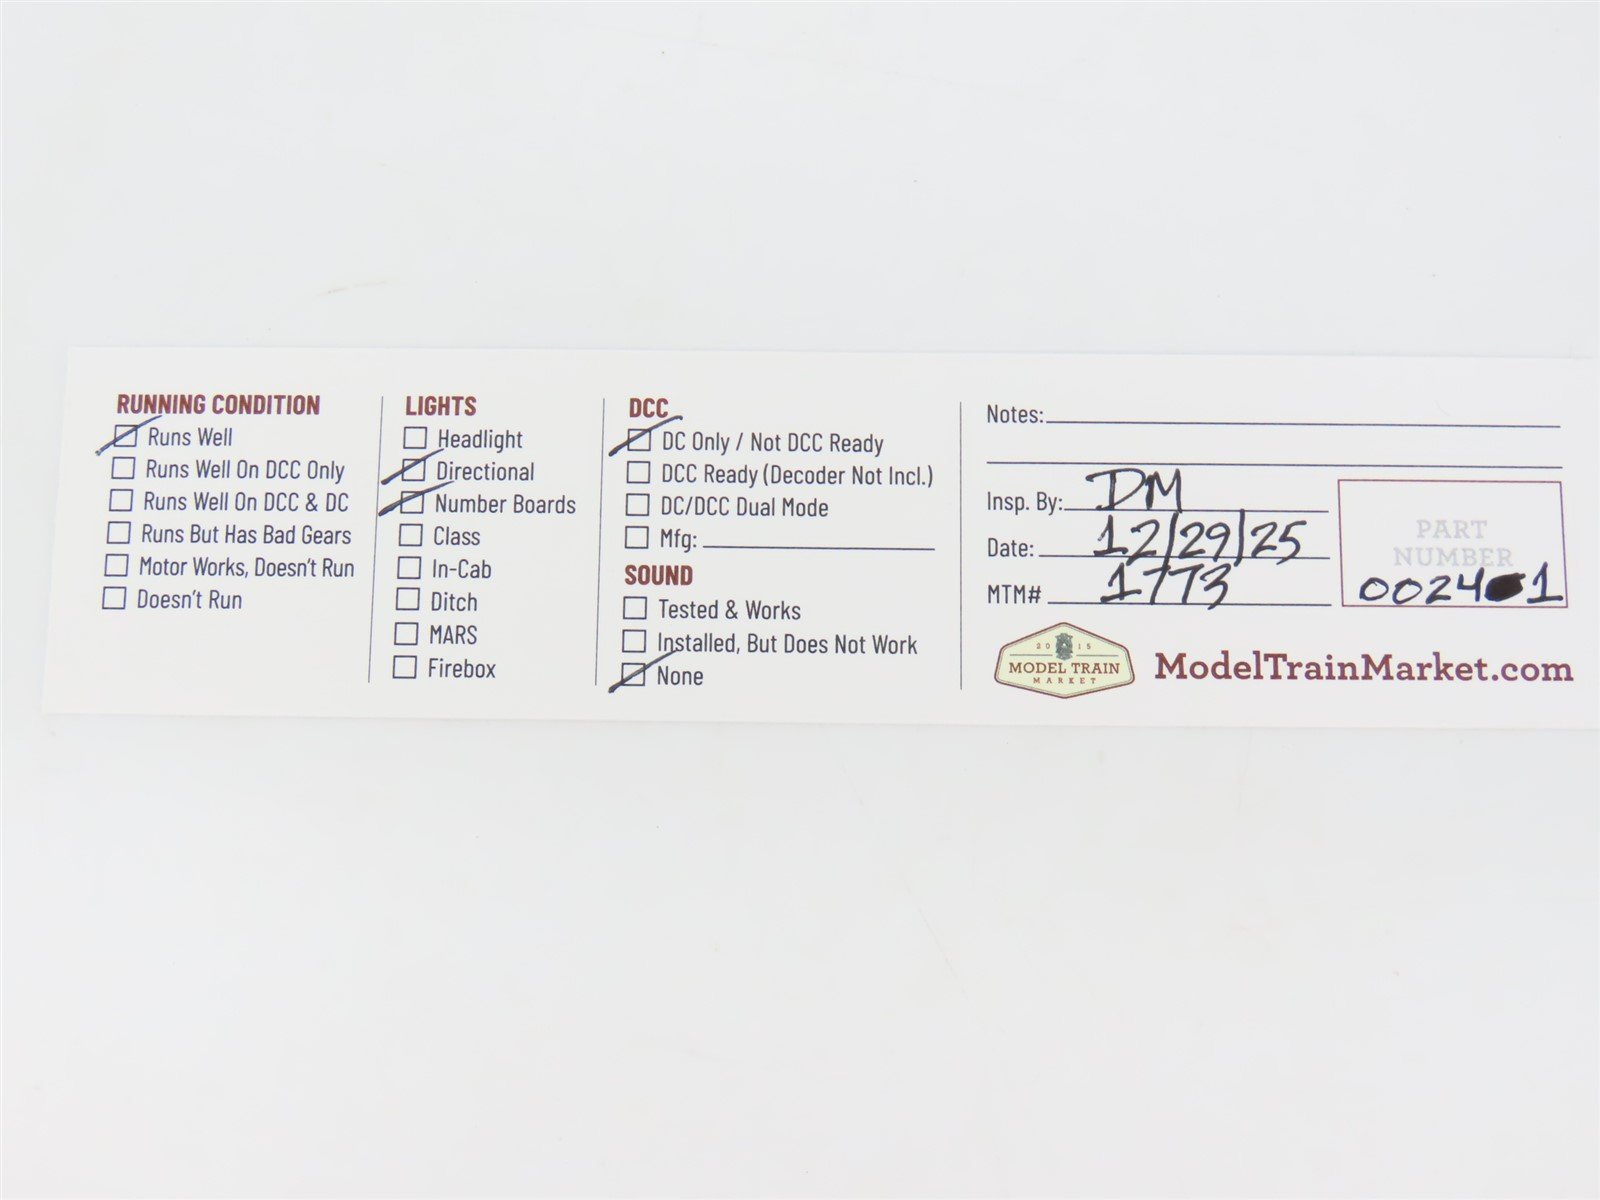 RUNNING CONDITION
Runs Well
Runs Well On DCC Only
Runs Well On DCC & DC
Runs But Has Bad Gears
Motor Works, Doesn't Run
Doesn't Run
LIGHTS
Headlight
Directional
Number Boards
Class
In-Cab
Ditch
MARS
Firebox
DCC
DC Only / Not DCC Ready
DCC Ready (Decoder Not Incl.)
DC/DCC Dual Mode
Mfg:
SOUND
Tested & Works
Installed, But Does Not Work
None
Notes:
Insp. By: DM
Date: 12/29/25
MTM# 1773
PART
NUMBER
0024 1
2015
MODEL TRAIN
MARKET
ModelTrainMarket.com